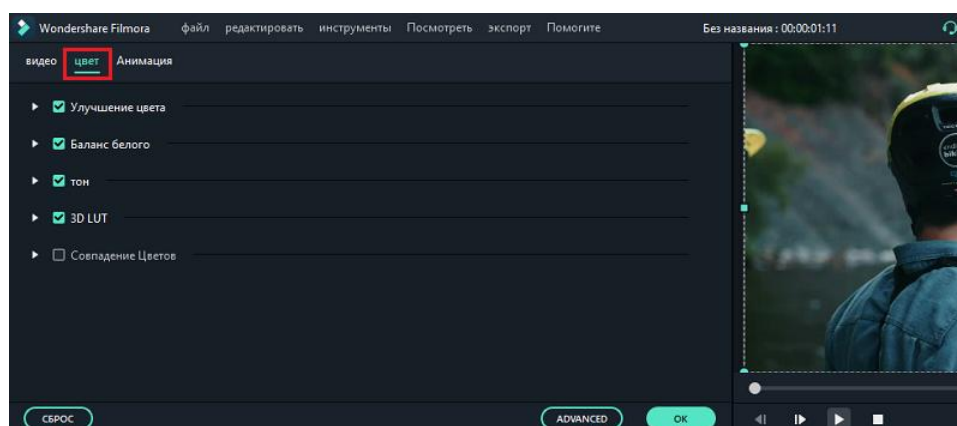 Wondershare Filmora файл редактировать инструменты Посмотреть экспорт Помогите Без названия : 00:00:01:11
видео цвет Анимация
Улучшение цвета
Баланс белого
тон
3D LUT
Совпадение Цветов
СБРОС ADVANCED OK